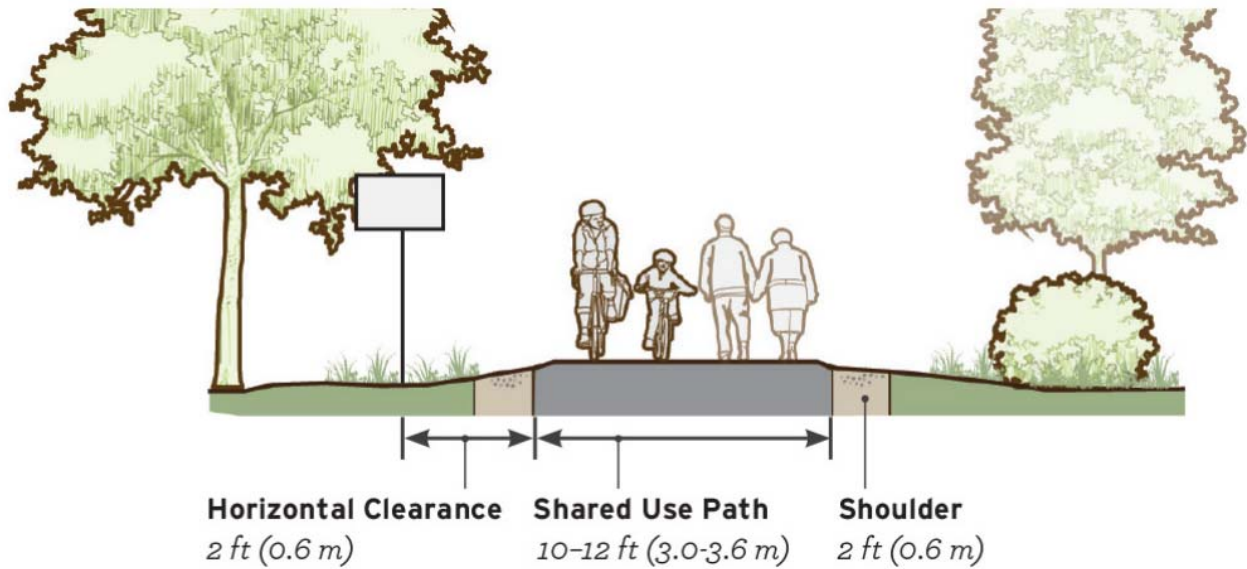 Horizontal Clearance
2 ft (0.6 m)
Shared Use Path
10–12 ft (3.0-3.6 m)
Shoulder
2 ft (0.6 m)